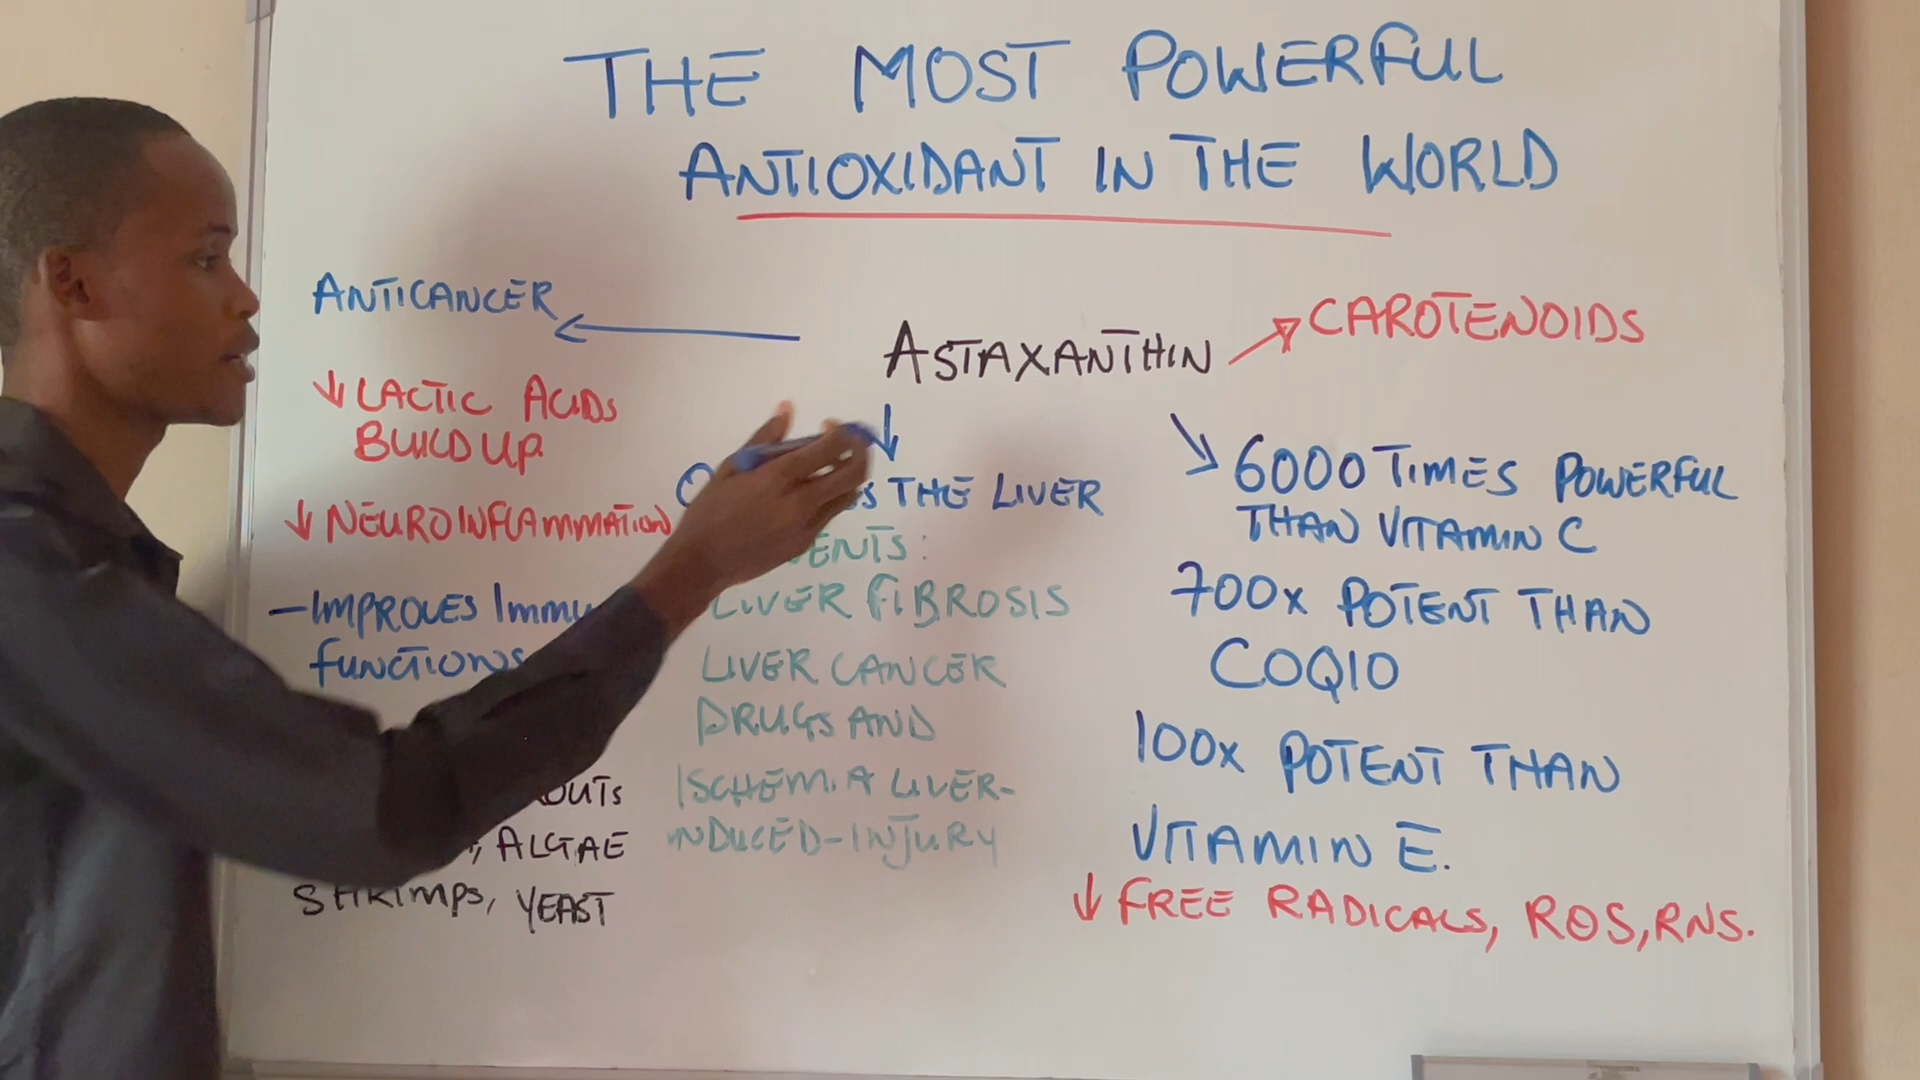 THE MOST POWERFUL
ANTIOXIDANT IN THE WORLD
ANTICANCER
↓ LACTIC ACIDS
BUILD UP
↓ NEUROINFLAMMATION
- IMPROVES
FUNCTIONS
ALGAE
SHRIMPS, YEAST
ASTAXANTHIN
THE LIVER
LIVER FIBROSIS
LIVER CANCER
DRUGS AND
ISCHEMIA LIVER-
INDUCED-INJURY
CAROTENOIDS
6000 TIMES POWERFUL
THAN VITAMIN C
700x POTENT THAN
COQ10
100x POTENT THAN
VITAMIN E.
↓ FREE RADICALS, ROS, RNS.